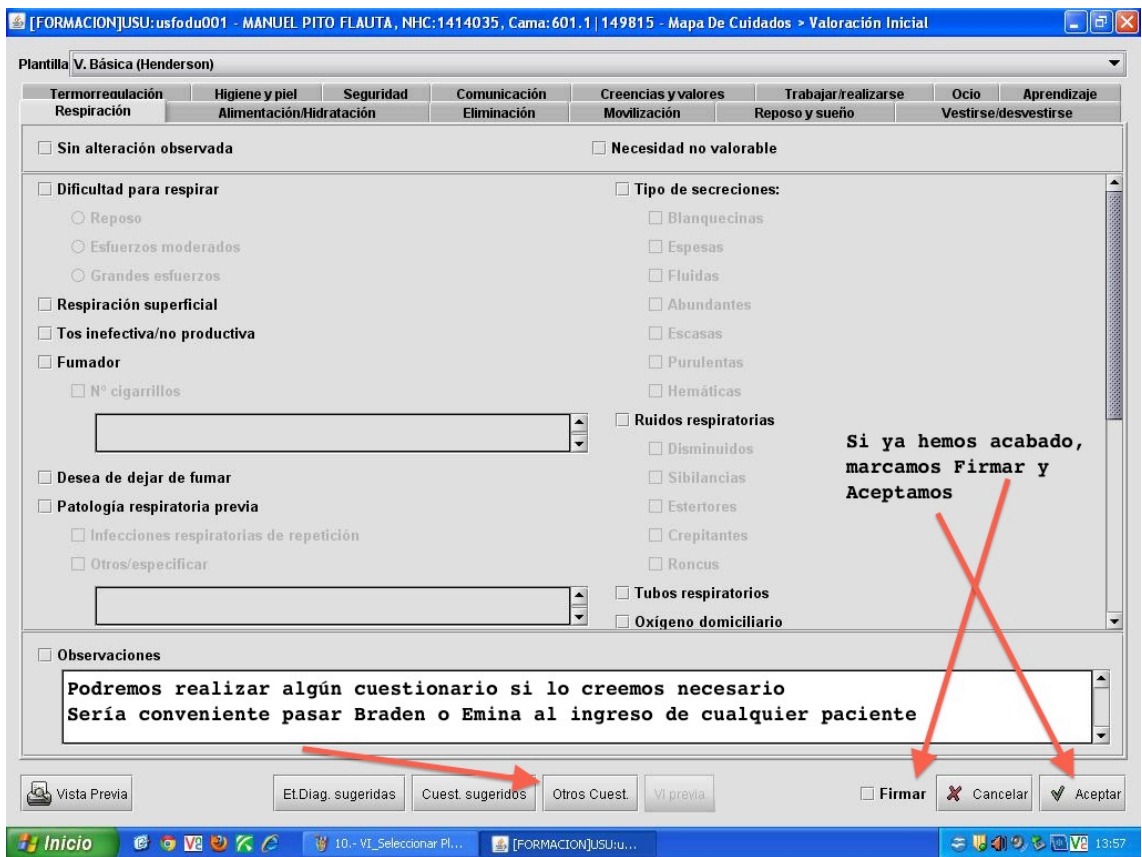 [FORMACION]USU:usfodu001 - MANUEL PITO FLAUTA, NHC:1414035, Cama:601.1|149815 - Mapa De Cuidados > Valoración Inicial
Plantilla V. Básica (Henderson)
Termorregulación Higiene y piel Seguridad Comunicación Creencias y valores Trabajar/realizarse Ocio Aprendizaje
Respiración Alimentación/Hidratación Eliminación Movilización Reposo y sueño Vestirse/desvestirse
Sin alteración observada
Necesidad no valorable
Dificultad para respirar
Reposo
Esfuerzos moderados
Grandes esfuerzos
Respiración superficial
Tos inefectiva/no productiva
Fumador
Nº cigarrillos
Desea de dejar de fumar
Patología respiratoria previa
Infecciones respiratorias de repetición
Otros/especificar
Tipo de secreciones:
Blanquecinas
Espesas
Fluidas
Abundantes
Escasas
Purulentas
Hemáticas
Ruidos respiratorias
Disminuidos
Sibilancias
Estertores
Crepitantes
Roncus
Tubos respiratorios
Oxígeno domiciliario
Si ya hemos acabado,
marcamos Firmar y
Aceptamos
Observaciones
Podremos realizar algún cuestionario si lo creemos necesario
Sería conveniente pasar Braden o Emina al ingreso de cualquier paciente
Vista Previa Et.Diag. sugeridas Cuest. sugeridos Otros Cuest. VI previa Firmar Cancelar Aceptar
Inicio 10.- VI_Seleccionar Pl... [FORMACION]USU:u... 13:57